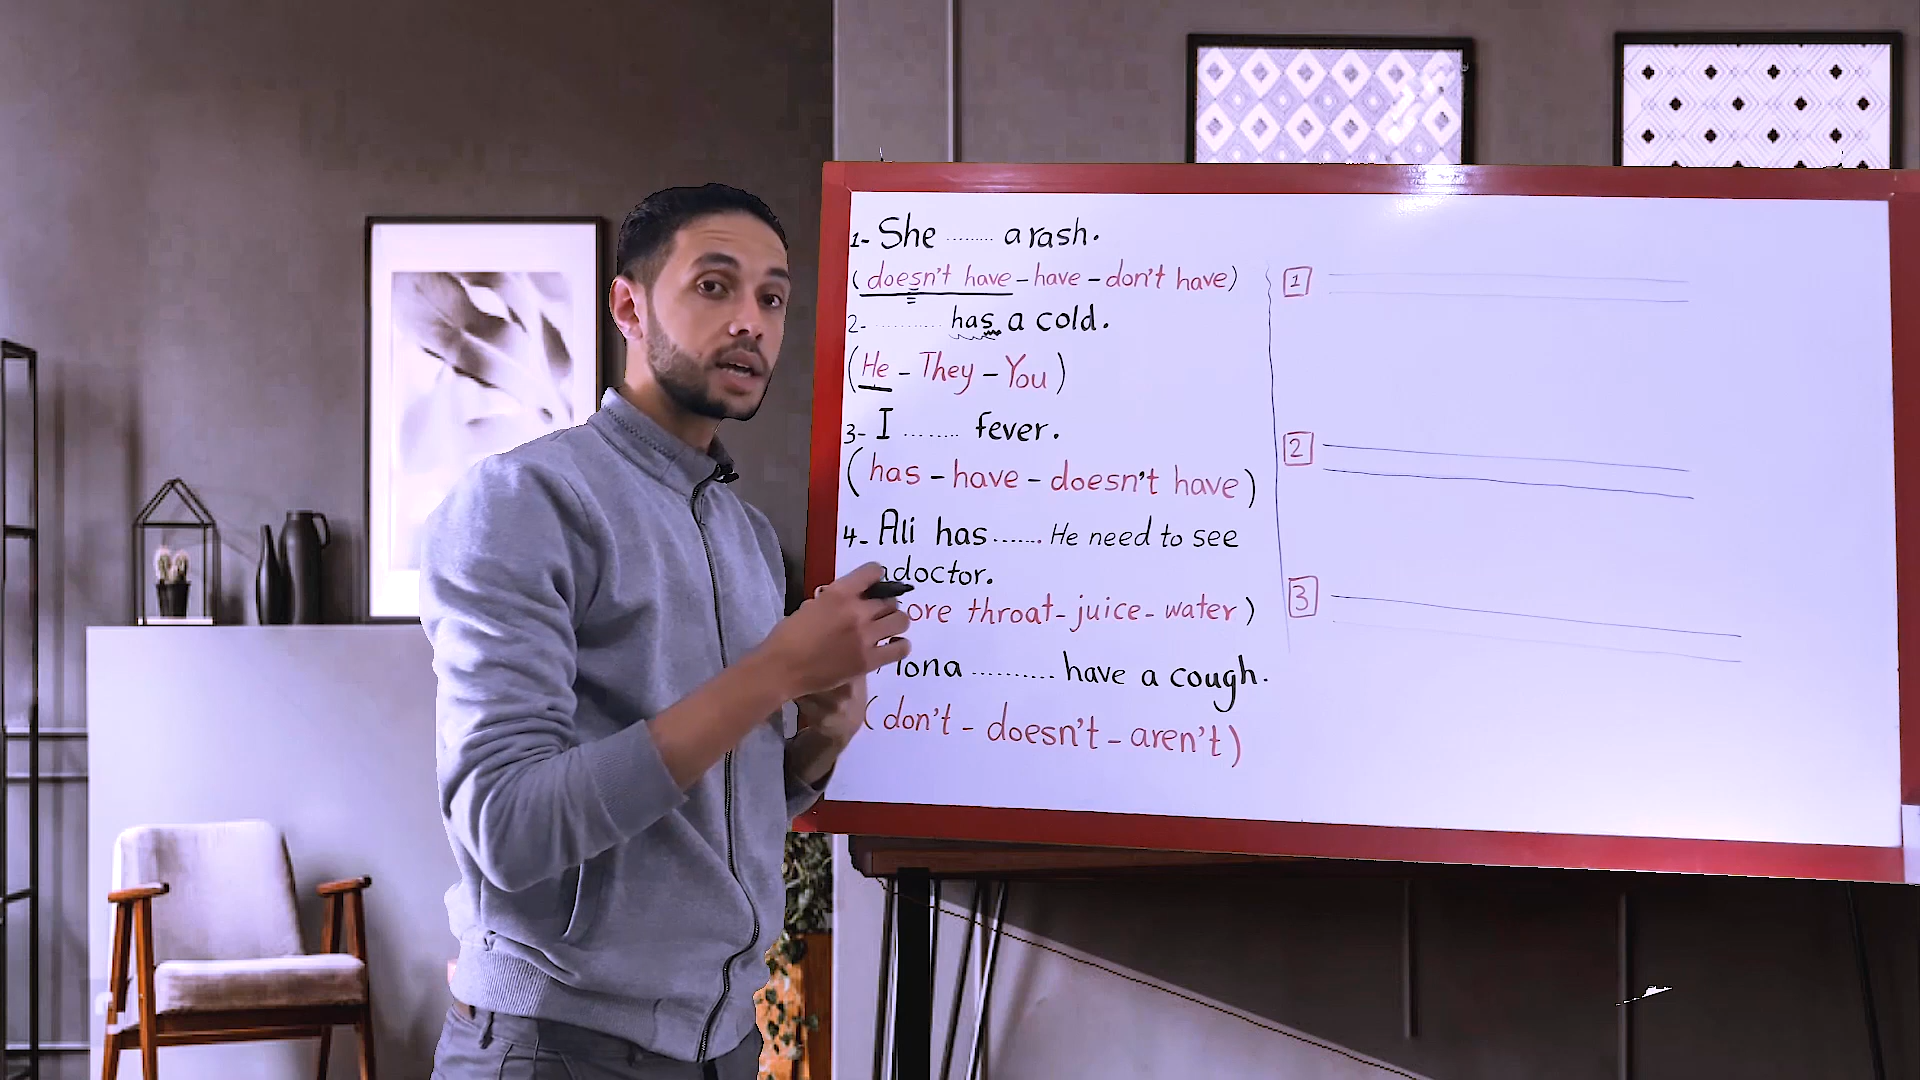 1- She ........ a rash.
(doesn't have - have - don't have)
2- .......... has a cold.
(He - They - You)
3- I ........ fever.
(has - have - doesn't have)
4- Ali has ....... He need to see
doctor.
throat - juice - water)
.......... have a cough.
(don't - doesn't - aren't)
1
2
3